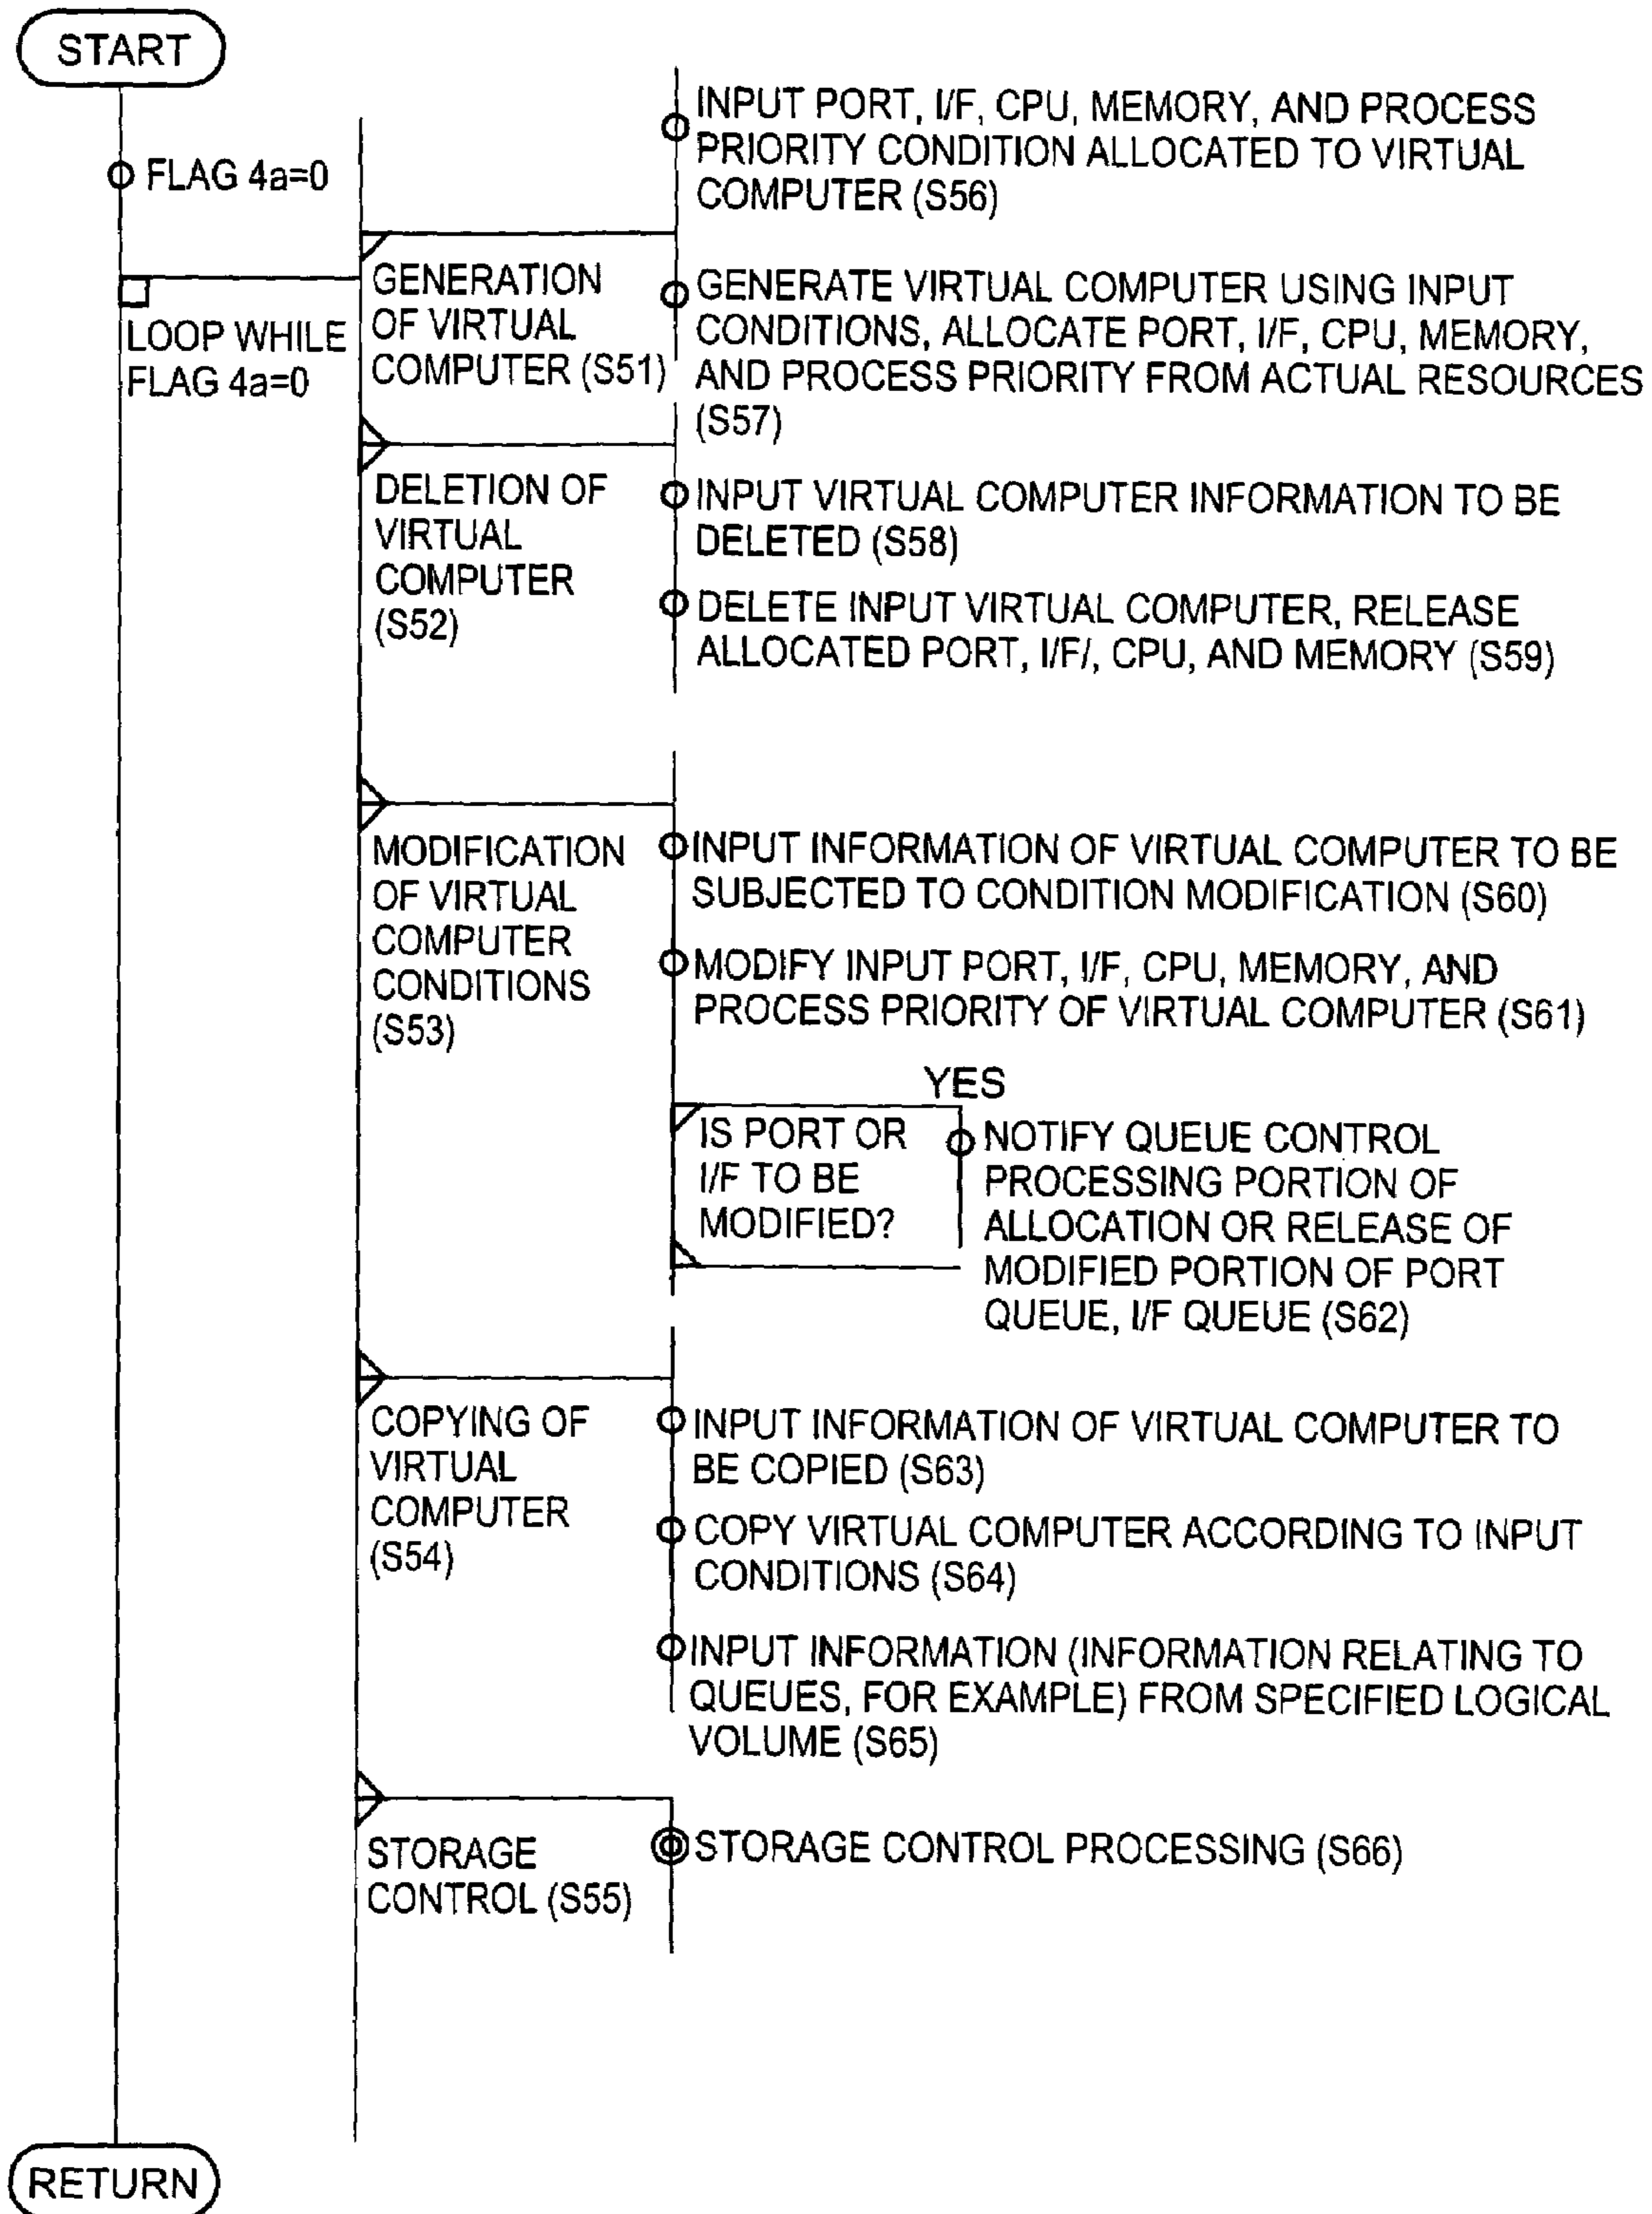 START
FLAG 4a=0
LOOP WHILE
FLAG 4a=0
GENERATION
OF VIRTUAL
COMPUTER (S51)
INPUT PORT, I/F, CPU, MEMORY, AND PROCESS
PRIORITY CONDITION ALLOCATED TO VIRTUAL
COMPUTER (S56)
GENERATE VIRTUAL COMPUTER USING INPUT
CONDITIONS, ALLOCATE PORT, I/F, CPU, MEMORY,
AND PROCESS PRIORITY FROM ACTUAL RESOURCES
(S57)
DELETION OF
VIRTUAL
COMPUTER
(S52)
INPUT VIRTUAL COMPUTER INFORMATION TO BE
DELETED (S58)
DELETE INPUT VIRTUAL COMPUTER, RELEASE
ALLOCATED PORT, I/F/, CPU, AND MEMORY (S59)
MODIFICATION
OF VIRTUAL
COMPUTER
CONDITIONS
(S53)
INPUT INFORMATION OF VIRTUAL COMPUTER TO BE
SUBJECTED TO CONDITION MODIFICATION (S60)
MODIFY INPUT PORT, I/F, CPU, MEMORY, AND
PROCESS PRIORITY OF VIRTUAL COMPUTER (S61)
YES
IS PORT OR
I/F TO BE
MODIFIED?
NOTIFY QUEUE CONTROL
PROCESSING PORTION OF
ALLOCATION OR RELEASE OF
MODIFIED PORTION OF PORT
QUEUE, I/F QUEUE (S62)
COPYING OF
VIRTUAL
COMPUTER
(S54)
INPUT INFORMATION OF VIRTUAL COMPUTER TO
BE COPIED (S63)
COPY VIRTUAL COMPUTER ACCORDING TO INPUT
CONDITIONS (S64)
INPUT INFORMATION (INFORMATION RELATING TO
QUEUES, FOR EXAMPLE) FROM SPECIFIED LOGICAL
VOLUME (S65)
STORAGE
CONTROL (S55)
STORAGE CONTROL PROCESSING (S66)
RETURN